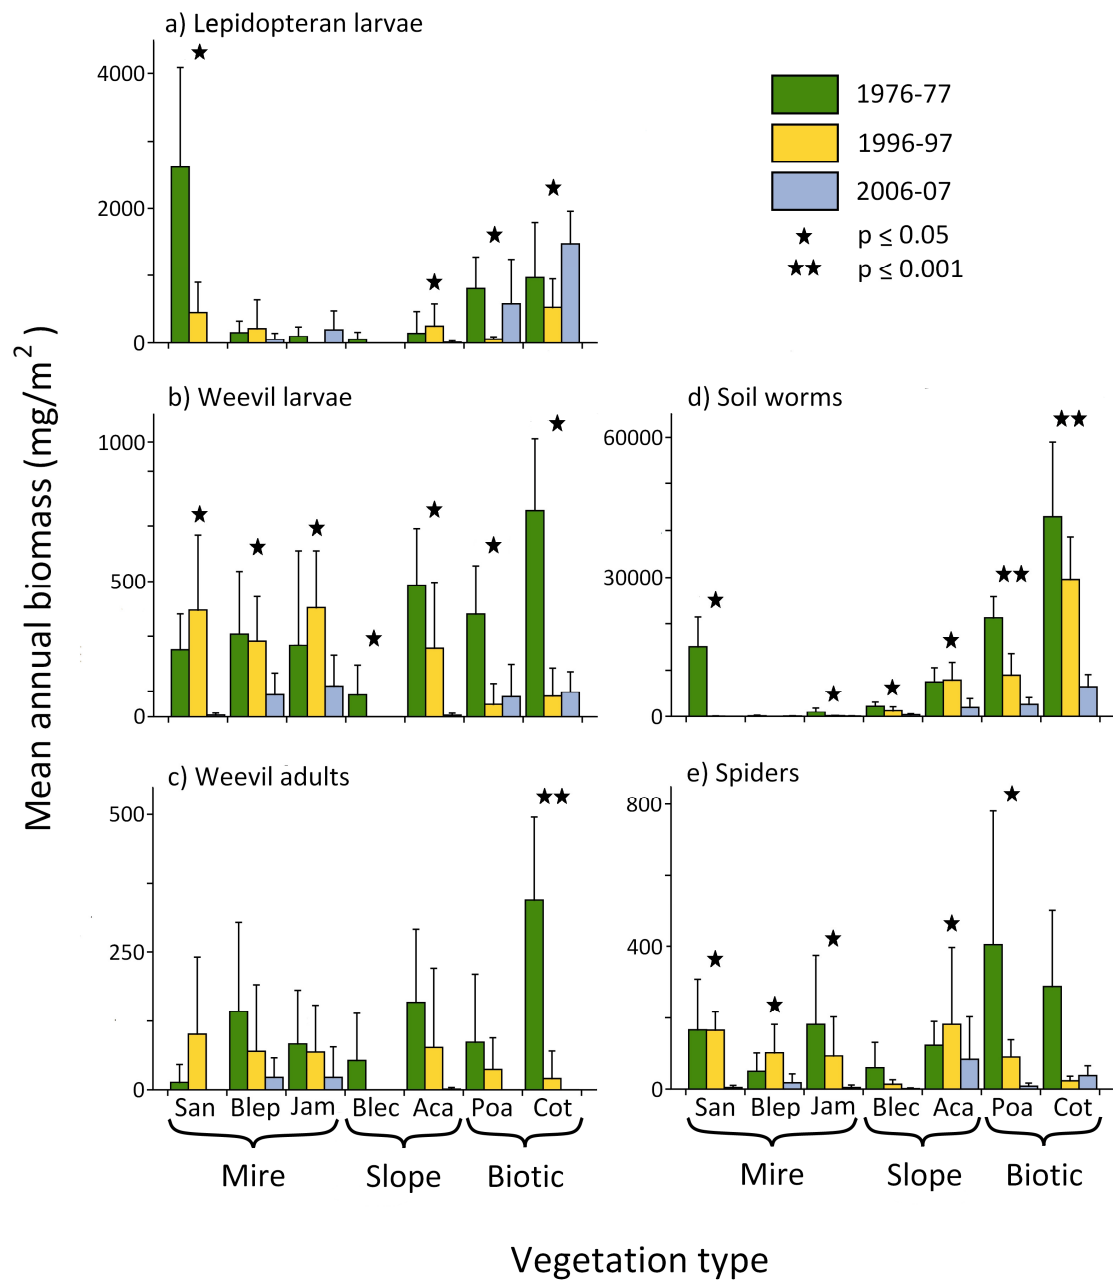 a) Lepidopteran larvae
4000
2000
0
1976-77
1996-97
2006-07
★ p ≤ 0.05
★★ p ≤ 0.001
Mean annual biomass (mg/m²)
b) Weevil larvae
1000
500
0
d) Soil worms
60000
30000
0
c) Weevil adults
500
250
0
San Blep Jam Blec Aca Poa Cot
Mire Slope Biotic
e) Spiders
800
400
0
San Blep Jam Blec Aca Poa Cot
Mire Slope Biotic
Vegetation type